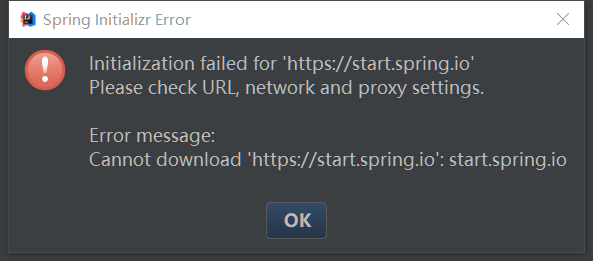 Spring Initializr Error
Initialization failed for 'https://start.spring.io'
Please check URL, network and proxy settings.
Error message:
Cannot download 'https://start.spring.io': start.spring.io
OK